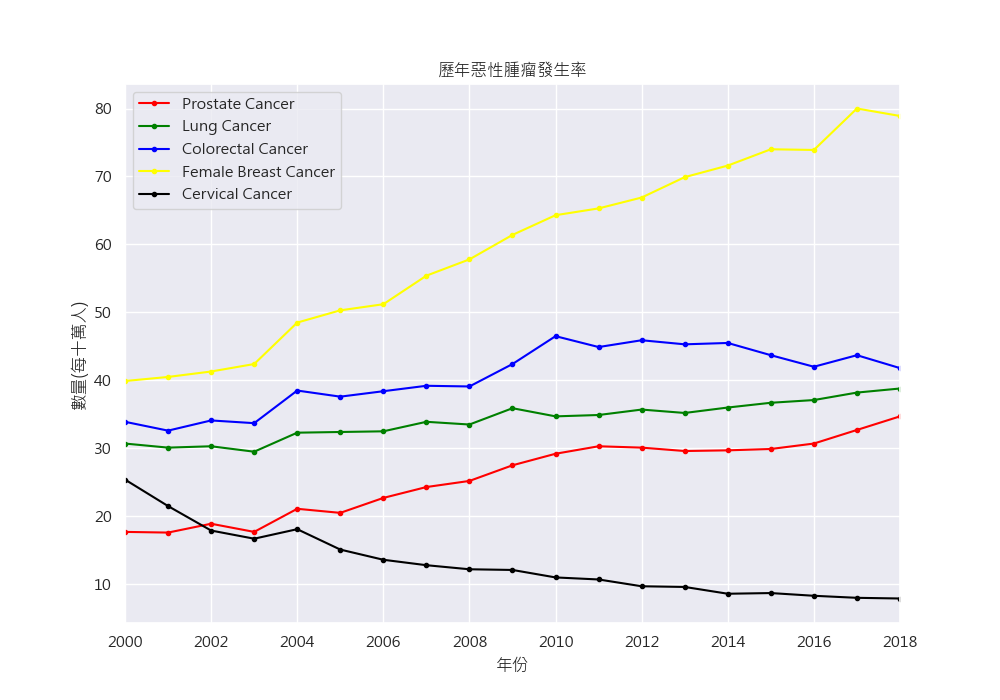 歷年惡性腫瘤發生率
Prostate Cancer
Lung Cancer
Colorectal Cancer
Female Breast Cancer
Cervical Cancer
數量(每十萬人)
80
70
60
50
40
30
20
10
2000 2002 2004 2006 2008 2010 2012 2014 2016 2018
年份